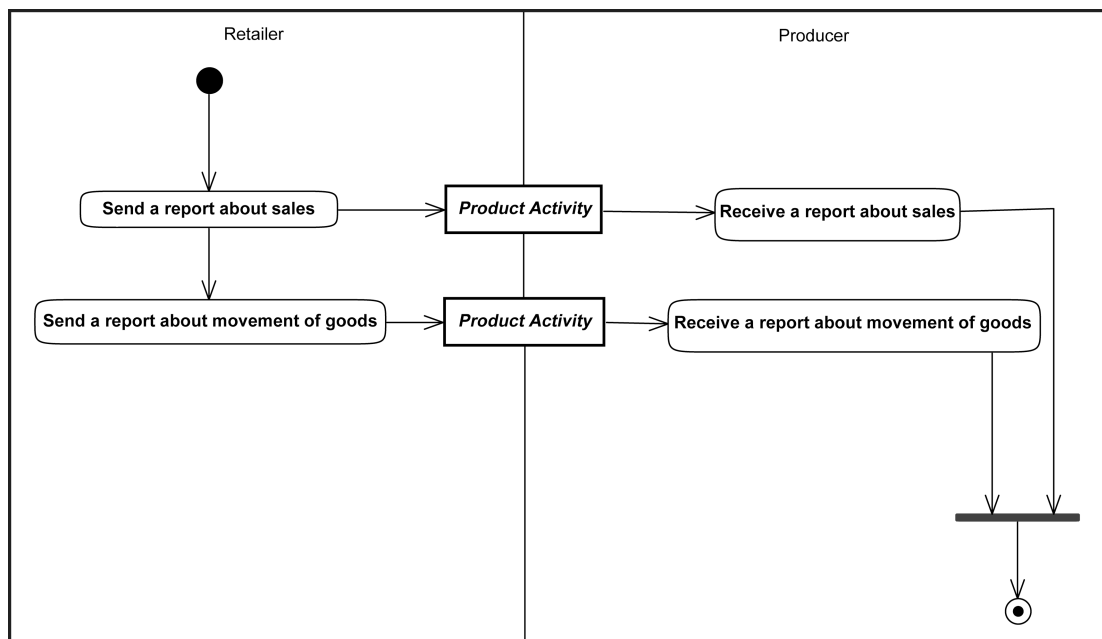 Retailer
Producer
Send a report about sales
Product Activity
Receive a report about sales
Send a report about movement of goods
Product Activity
Receive a report about movement of goods